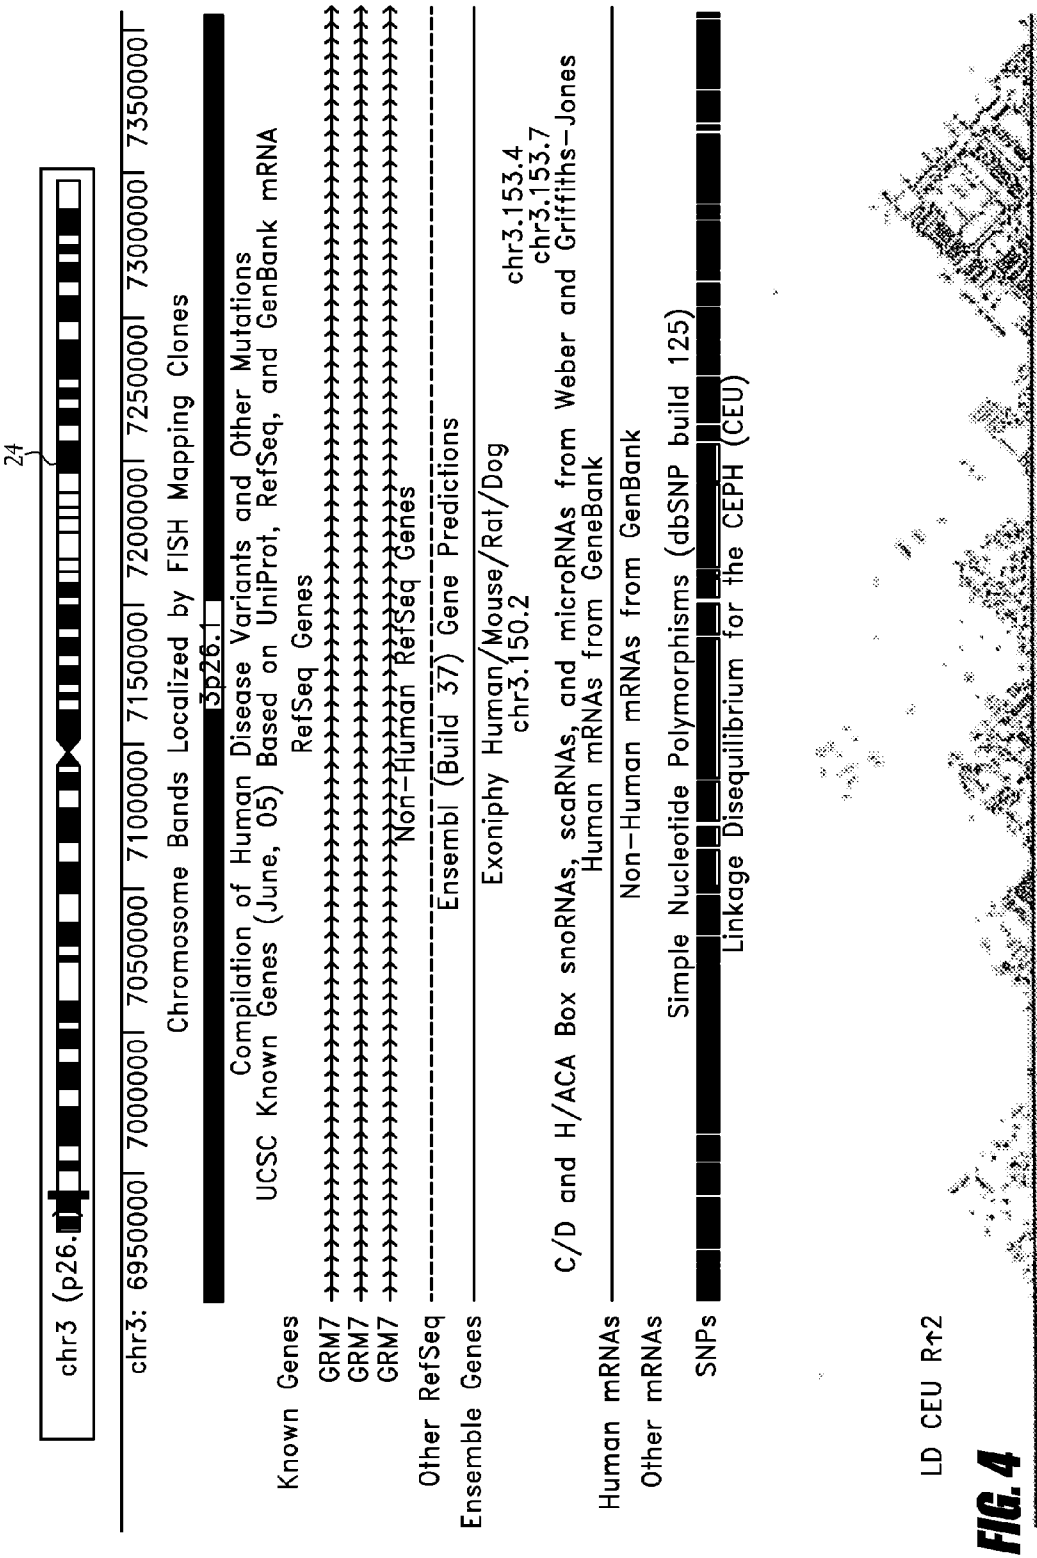 24
chr3 (p26.
chr3: 6950000| 7000000| 7050000| 7100000| 7150000| 7200000| 7250000| 7300000| 7350000|
Chromosome Bands Localized by FISH Mapping Clones
3p26.1
Compilation of Human Disease Variants and Other Mutations
UCSC Known Genes (June, 05) Based on UniProt, RefSeq, and GenBank mRNA
Known Genes
RefSeq Genes
GRM7
GRM7
GRM7
Non-Human RefSeq Genes
Other RefSeq
Ensembl (Build 37) Gene Predictions
Ensemble Genes
Exoniphy Human/Mouse/Rat/Dog
chr3.150.2
chr3.153.4
chr3.153.7
C/D and H/ACA Box snoRNAs, scaRNAs, and microRNAs from Weber and Griffiths-Jones
Human mRNAs from GeneBank
Human mRNAs
Non-Human mRNAs from GenBank
Other mRNAs
Simple Nucleotide Polymorphisms (dbSNP build 125)
SNPs
Linkage Disequilibrium for the CEPH (CEU)
LD CEU R↑2
FIG. 4